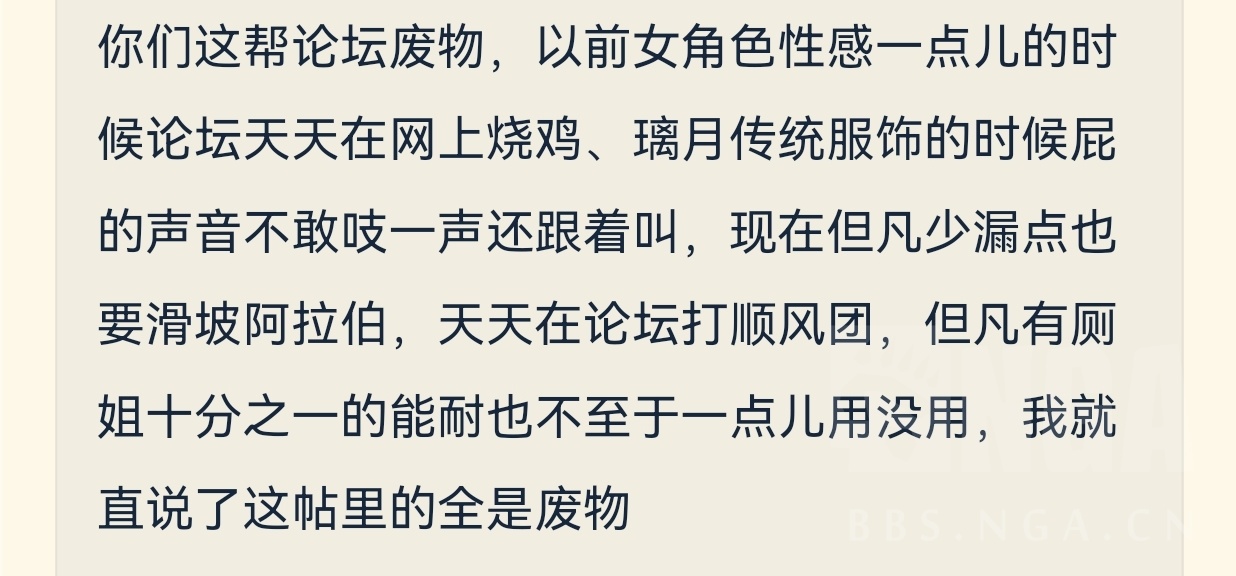 你们这帮论坛废物，以前女角色性感一点儿的时
候论坛天天在网上烧鸡、璃月传统服饰的时候屁
的声音不敢吱一声还跟着叫，现在但凡少漏点也
要滑坡阿拉伯，天天在论坛打顺风团，但凡有厕
姐十分之一的能耐也不至于一点儿用没用，我就
直说了这帖里的全是废物
NGA
BBS.NGA.CN